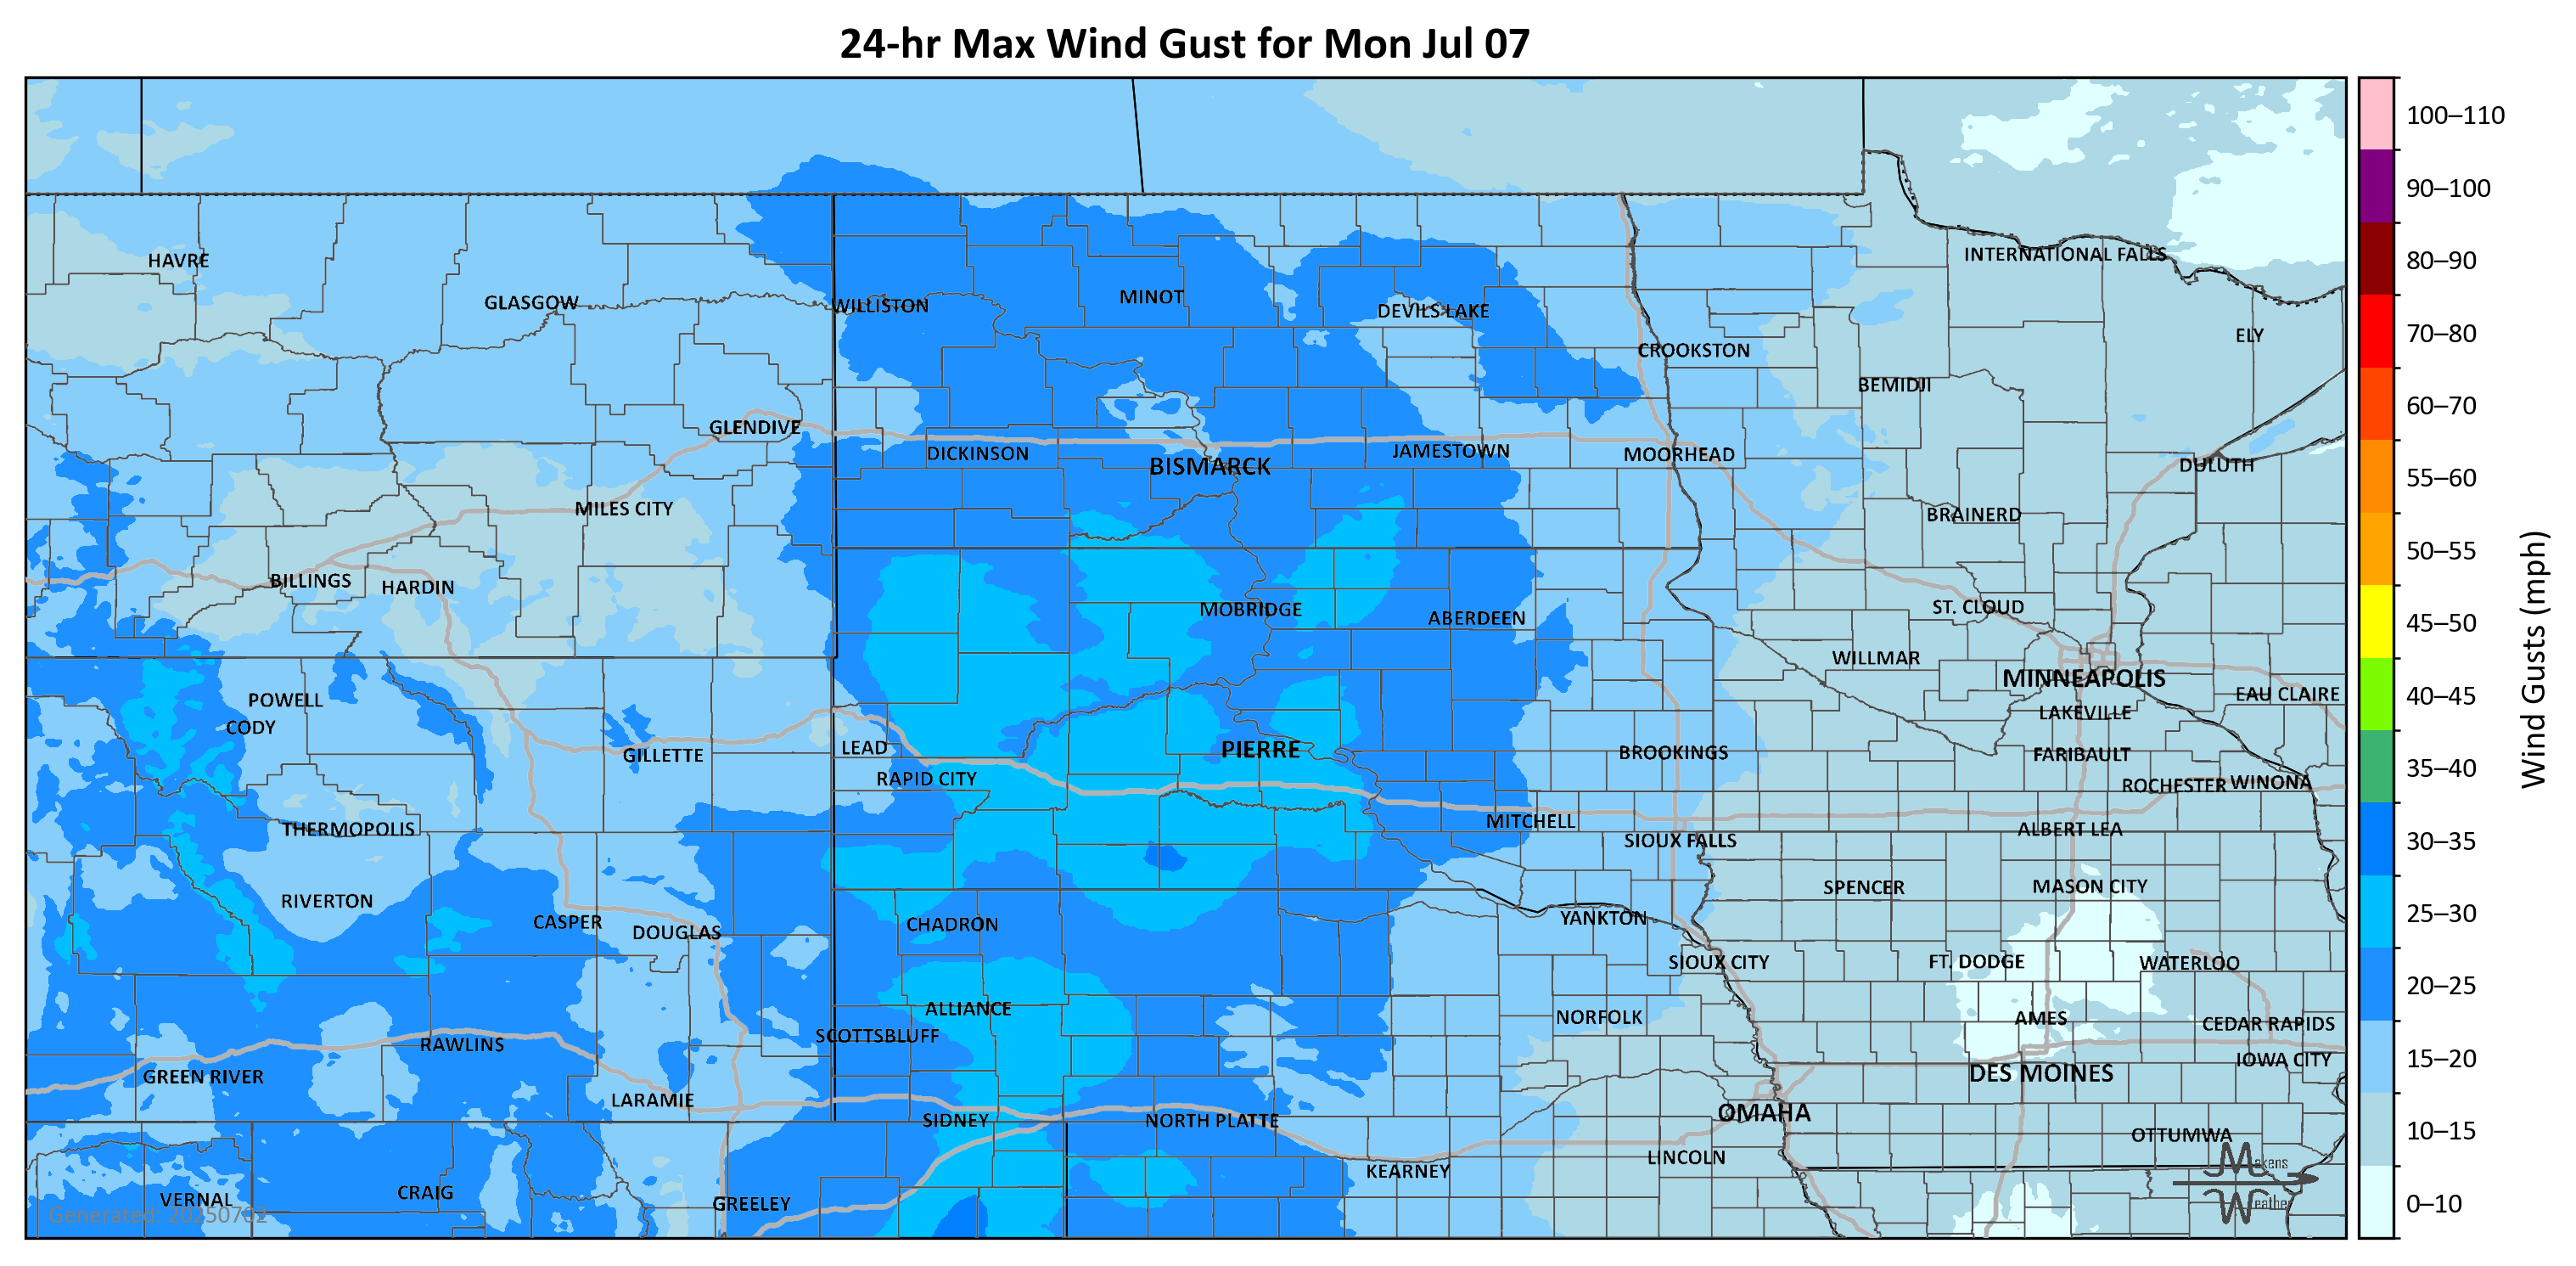 24-hr Max Wind Gust for Mon Jul 07
100–110
90–100
80–90
70–80
60–70
55–60
50–55
45–50
40–45
35–40
30–35
25–30
20–25
15–20
10–15
0–10
Wind Gusts (mph)
INTERNATIONAL FALLS
HAVRE
GLASGOW
WILLISTON
MINOT
DEVILS LAKE
ELY
CROOKSTON
BEMIDJI
GLENDIVE
DICKINSON
BISMARCK
JAMESTOWN
MOORHEAD
DULUTH
MILES CITY
BRAINERD
BILLINGS
HARDIN
MOBRIDGE
ABERDEEN
ST. CLOUD
WILLMAR
MINNEAPOLIS
EAU CLAIRE
POWELL
CODY
LAKEVILLE
GILLETTE
LEAD
PIERRE
BROOKINGS
FARIBAULT
RAPID CITY
ROCHESTER
WINONA
THERMOPOLIS
MITCHELL
SIOUX FALLS
ALBERT LEA
RIVERTON
SPENCER
MASON CITY
CASPER
DOUGLAS
CHADRON
YANKTON
SIOUX CITY
FT. DODGE
WATERLOO
ALLIANCE
NORFOLK
AMES
CEDAR RAPIDS
SCOTTSBLUFF
RAWLINS
IOWA CITY
GREEN RIVER
DES MOINES
LARAMIE
SIDNEY
NORTH PLATTE
OMAHA
OTTUMWA
KEARNEY
LINCOLN
VERNAL
CRAIG
GREELEY
Makens
Weather
Generated: 20250702